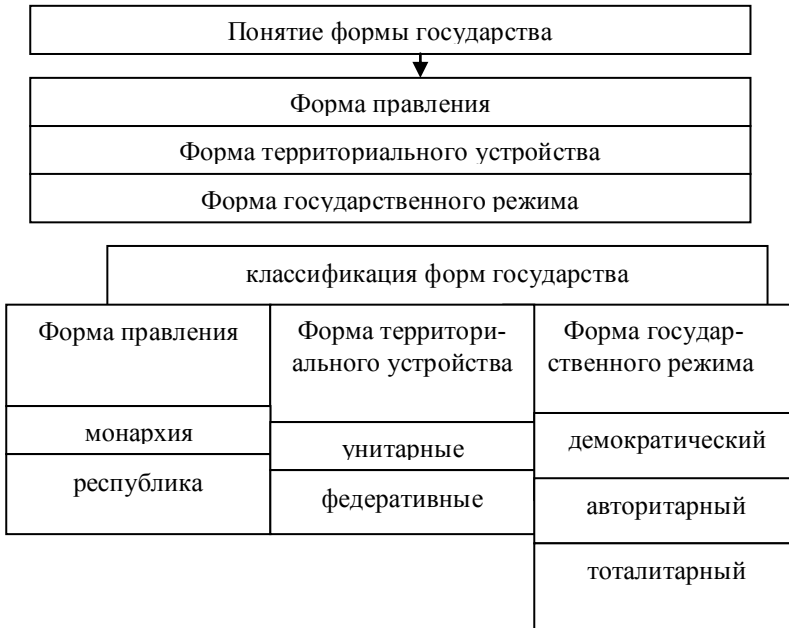 Понятие формы государства
Форма правления
Форма территориального устройства
Форма государственного режима
классификация форм государства
Форма правления
монархия
республика
Форма территори-
ального устройства
унитарные
федеративные
Форма государ-
ственного режима
демократический
авторитарный
тоталитарный